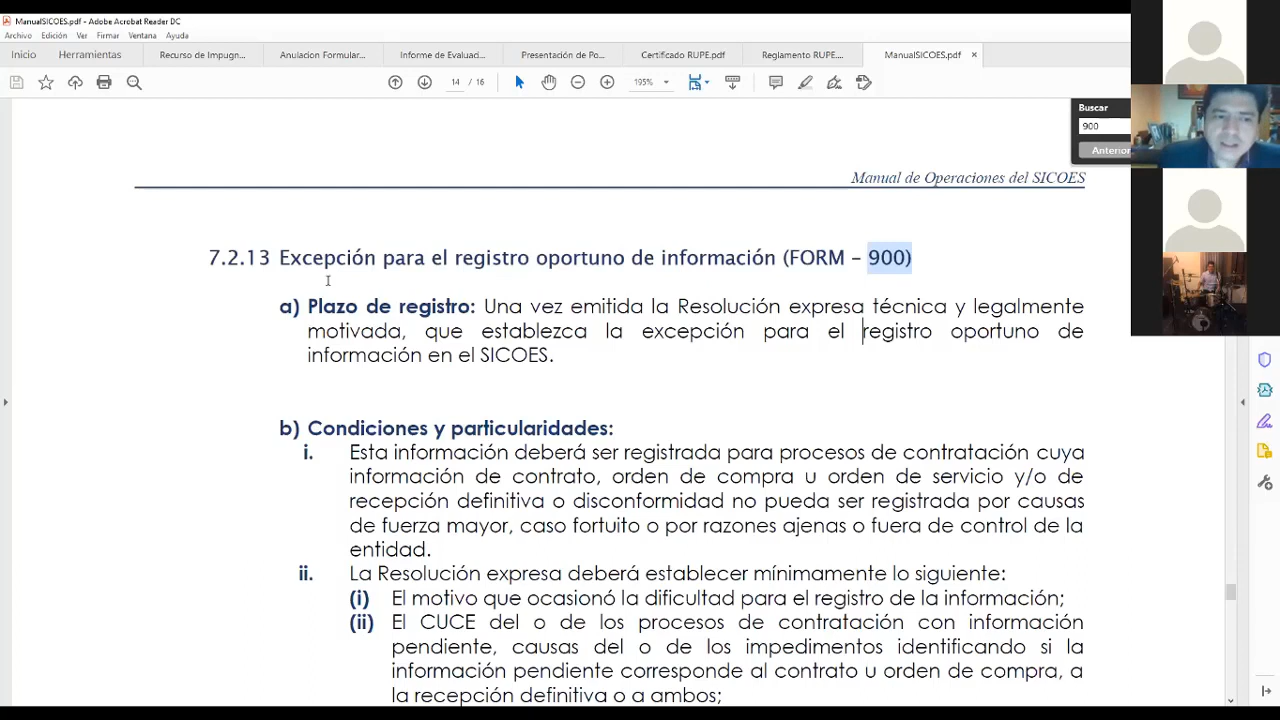 ManualSICOES.pdf - Adobe Acrobat Reader DC
Archivo Edición Ver Firmar Ventana Ayuda
Inicio Herramientas Recurso de Impugn... Anulacion Formular... Informe de Evaluad... Presentación de Po... Certificado RUPE.pdf Reglamento RUPE.... ManualSICOES.pdf ×
14 / 16 195%
Buscar
900
Anterior
Manual de Operaciones del SICOES
7.2.13 Excepción para el registro oportuno de información (FORM – 900)
a) Plazo de registro: Una vez emitida la Resolución expresa técnica y legalmente
motivada, que establezca la excepción para el registro oportuno de
información en el SICOES.
b) Condiciones y particularidades:
i. Esta información deberá ser registrada para procesos de contratación cuya
información de contrato, orden de compra u orden de servicio y/o de
recepción definitiva o disconformidad no pueda ser registrada por causas
de fuerza mayor, caso fortuito o por razones ajenas o fuera de control de la
entidad.
ii. La Resolución expresa deberá establecer mínimamente lo siguiente:
(i) El motivo que ocasionó la dificultad para el registro de la información;
(ii) El CUCE del o de los procesos de contratación con información
pendiente, causas del o de los impedimentos identificando si la
información pendiente corresponde al contrato u orden de compra, a
la recepción definitiva o a ambos;